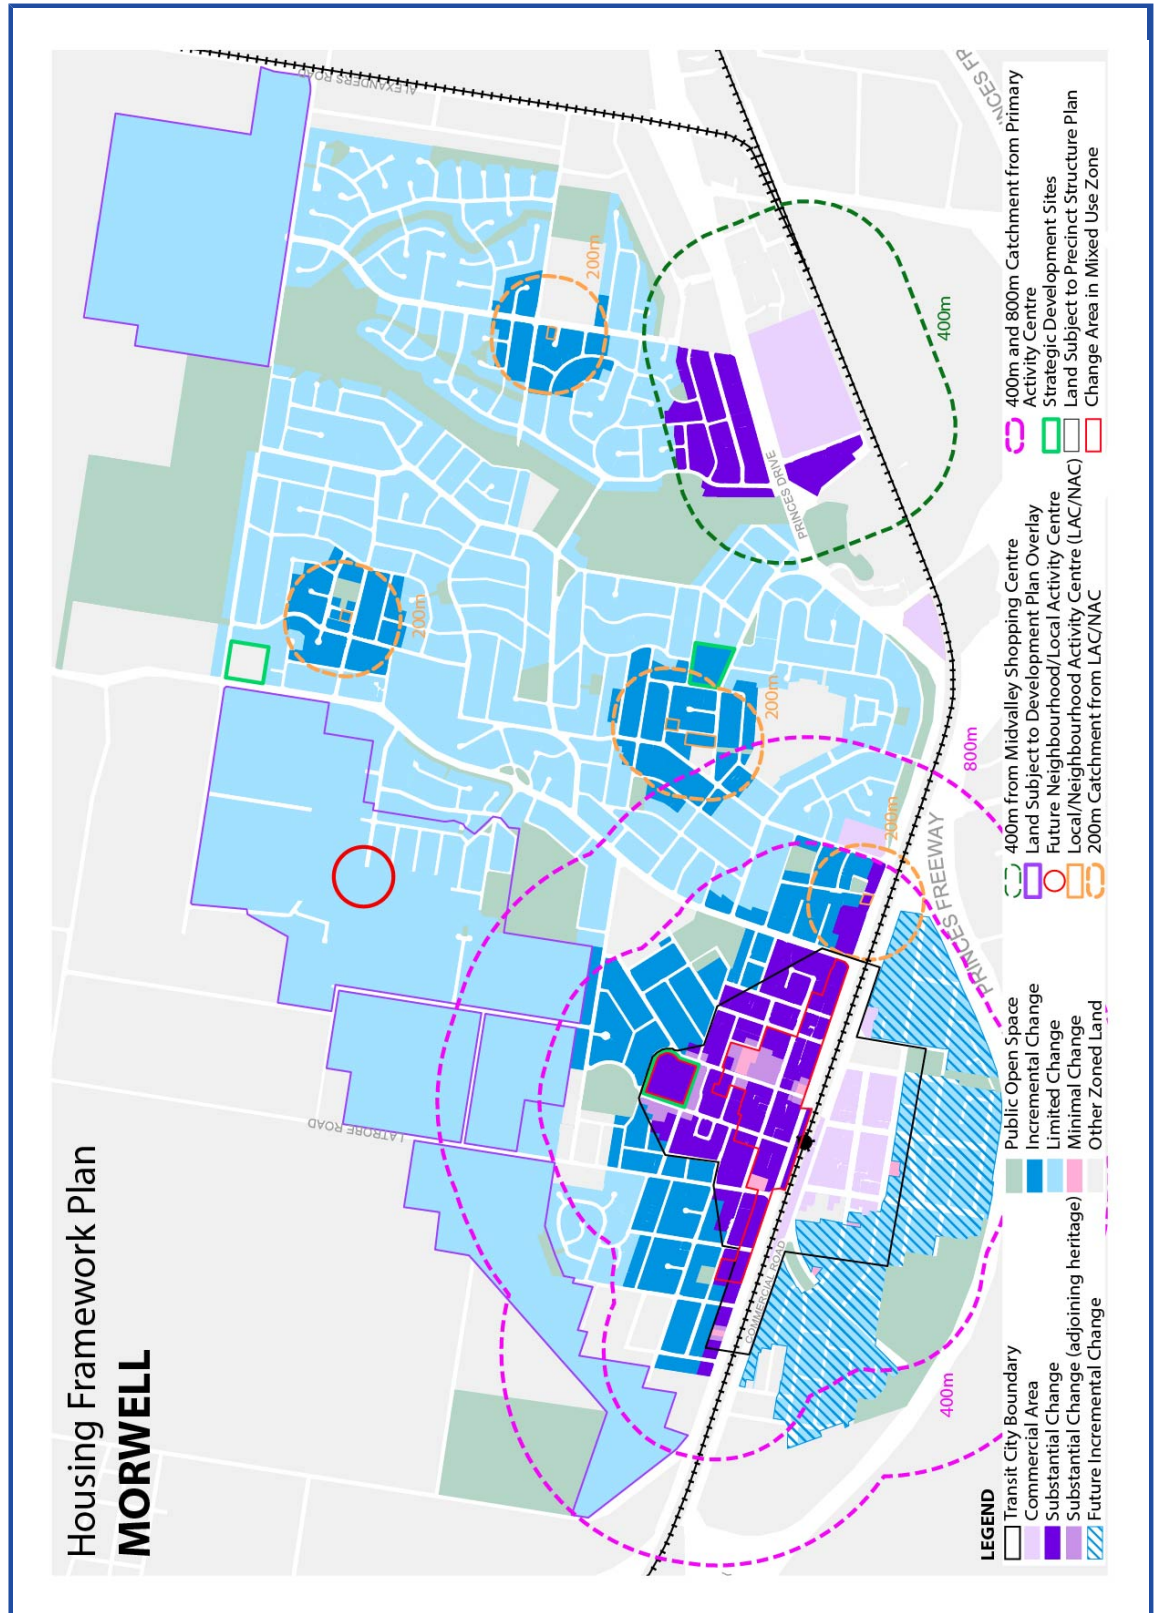 Housing Framework Plan
MORWELL
ALEXANDERS ROAD
LATROBE ROAD
PRINCES DRIVE
COMMERCIAL ROAD
PRINCES FREEWAY
INCES FR
200m
200m
200m
200m
400m
800m
400m
LEGEND
Transit City Boundary
Commercial Area
Substantial Change
Substantial Change (adjoining heritage)
Future Incremental Change
Public Open Space
Incremental Change
Limited Change
Minimal Change
Other Zoned Land
400m from Midvalley Shopping Centre
Land Subject to Development Plan Overlay
Future Neighbourhood/Local Activity Centre
Local/Neighbourhood Activity Centre (LAC/NAC)
200m Catchment from LAC/NAC
400m and 800m Catchment from Primary
Activity Centre
Strategic Development Sites
Land Subject to Precinct Structure Plan
Change Area in Mixed Use Zone